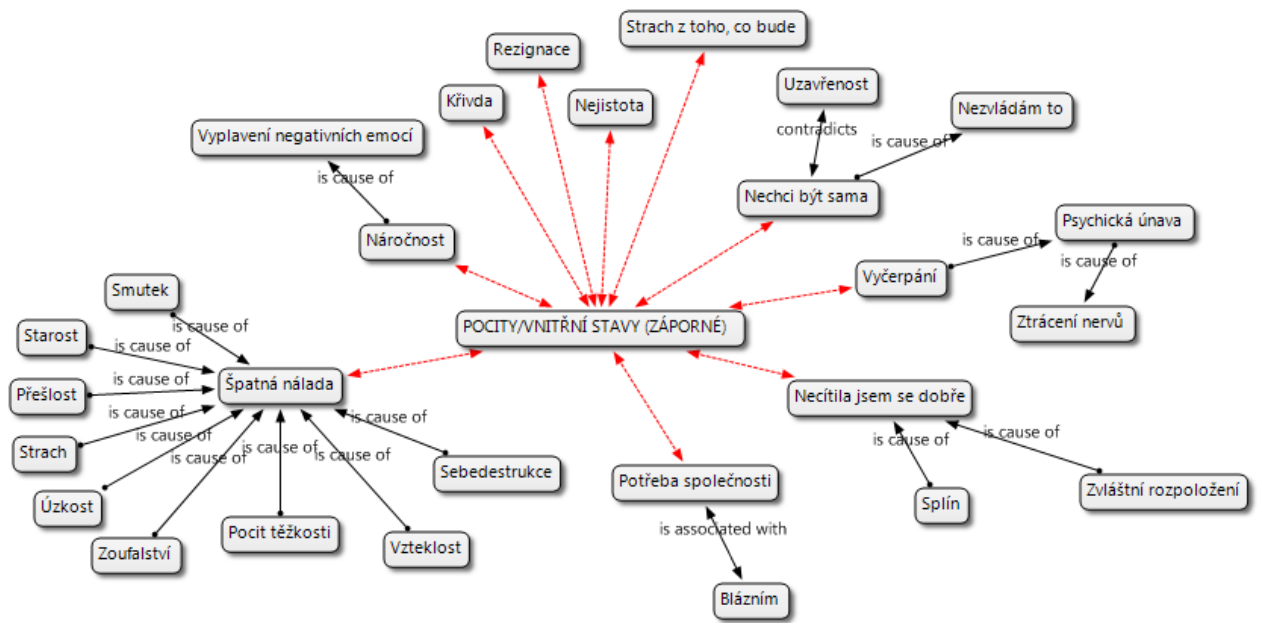 Strach z toho, co bude
Rezignace
Křivda
Nejistota
Uzavřenost
Nezvládám to
contradicts
is cause of
Vyplavení negativních emocí
is cause of
Nechci být sama
Náročnost
Psychická únava
is cause of
is cause of
Vyčerpání
Ztrácení nervů
Smutek
is cause of
POCITY/VNITŘNÍ STAVY (ZÁPORNÉ)
Starost
is cause of
Přešlost
is cause of
Špatná nálada
Necítila jsem se dobře
is cause of
is cause of
Strach
is cause of
is cause of
is cause of
is cause of
is cause of
is cause of
is cause of
Sebedestrukce
Potřeba společnosti
Zvláštní rozpoložení
Úzkost
Splín
Zoufalství
Pocit těžkosti
Vzteklost
is associated with
Blázním